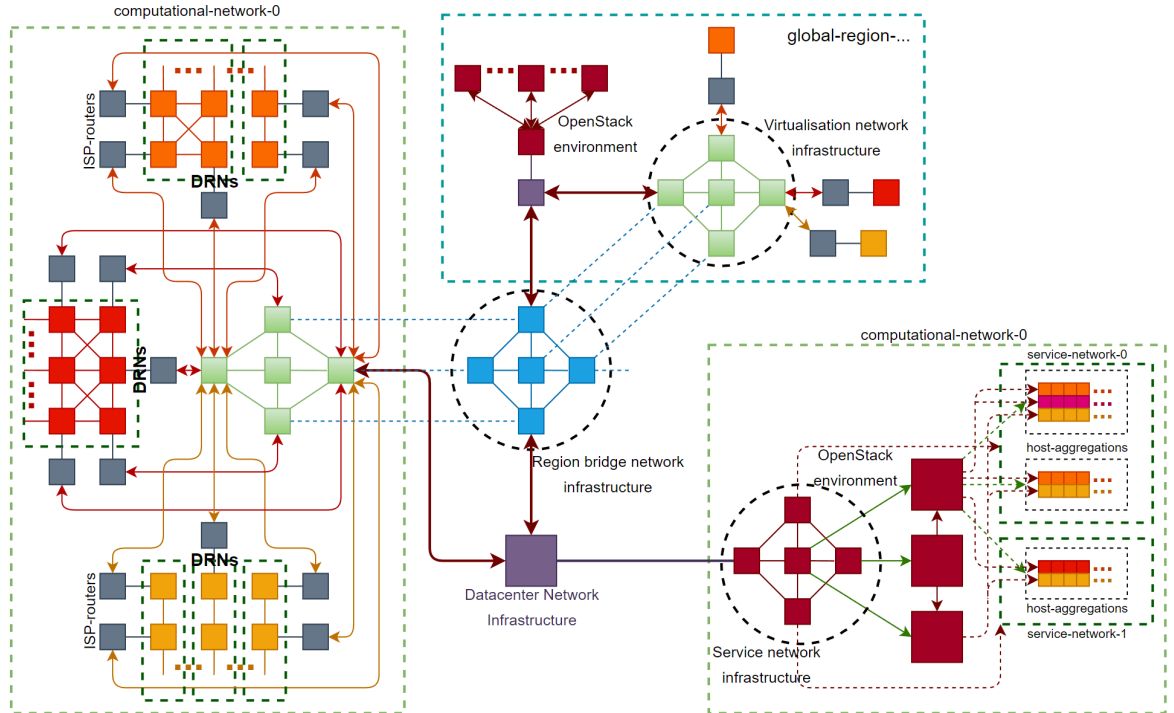 computational-network-0
global-region-...
ISP-routers
DRNs
OpenStack
environment
Virtualisation network
infrastructure
DRNs
Region bridge network
infrastructure
computational-network-0
service-network-0
host-aggregations
OpenStack
environment
DRNs
ISP-routers
Datacenter Network
Infrastructure
host-aggregations
service-network-1
Service network
infrastructure